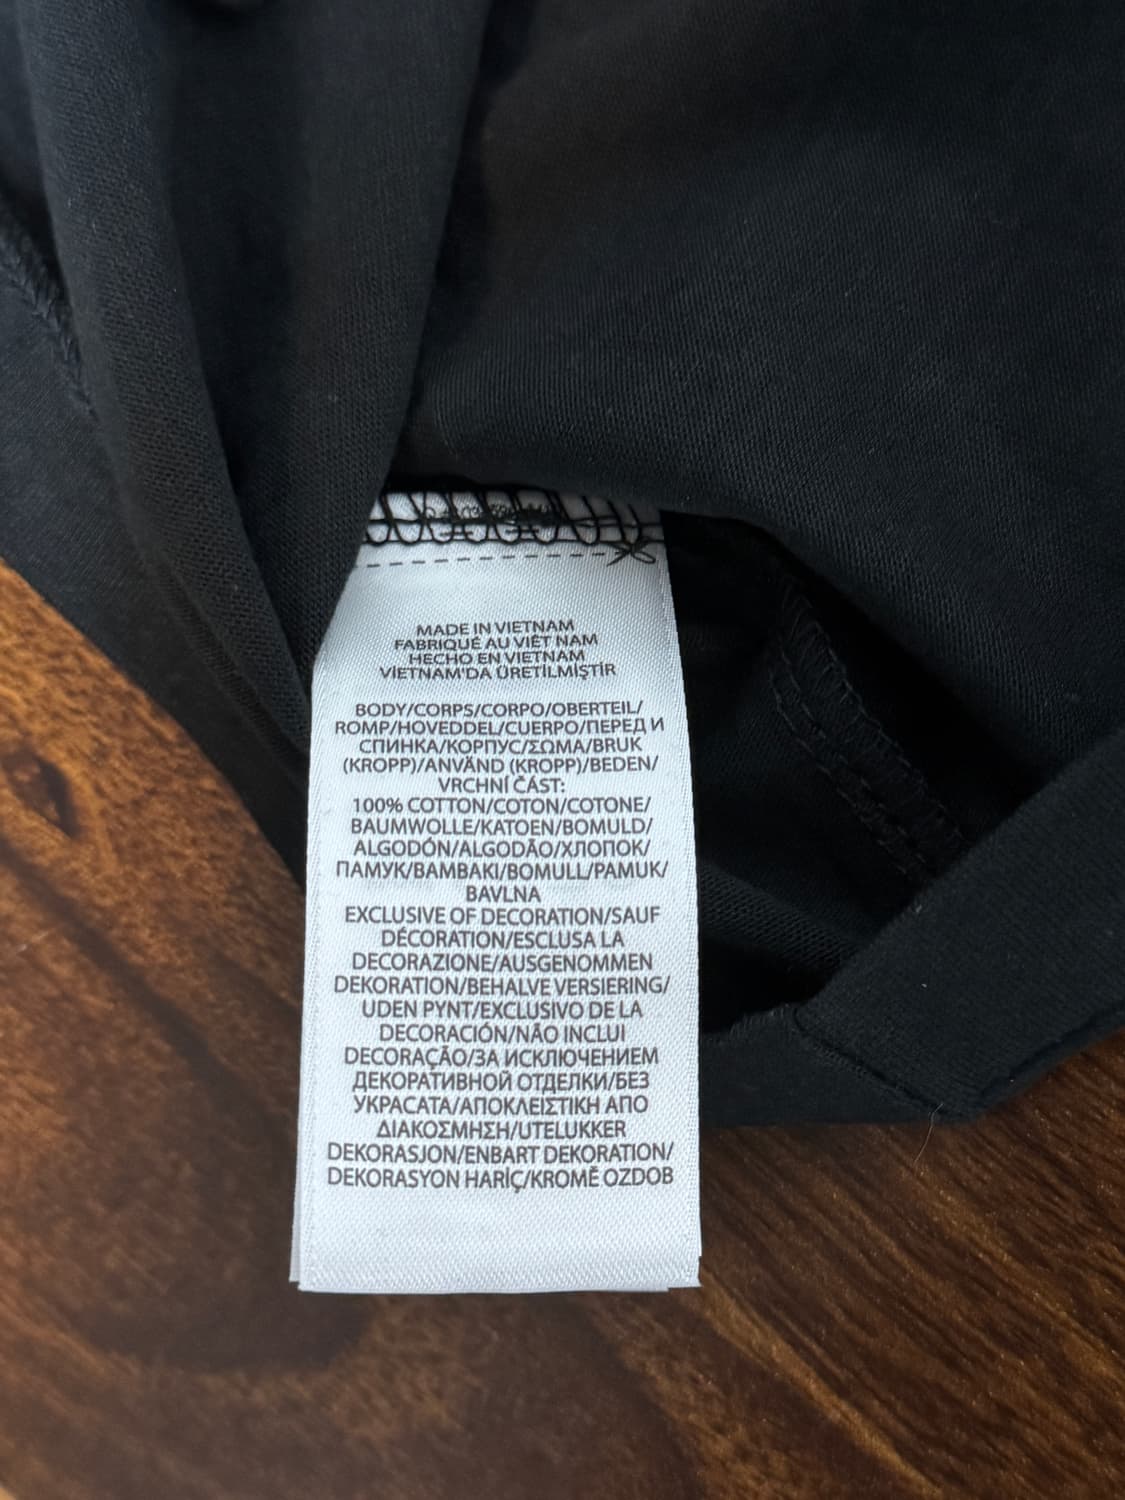 MADE IN VIETNAM
FABRIQUÉ AU VIÊT NAM
HECHO EN VIETNAM
VIETNAM'DA ÜRETİLMİŞTİR
BODY/CORPS/CORPO/OBERTEIL/
ROMP/HOVEDDEL/CUERPO/ПЕРЕД И
СПИНКА/КОРПУС/ΣΩΜΑ/BRUK
(KROPP)/ANVÄND (KROPP)/BEDEN/
VRCHNÍ ČÁST:
100% COTTON/COTON/COTONE/
BAUMWOLLE/KATOEN/BOMULD/
ALGODÓN/ALGODÃO/ХЛОПОК/
ПАМУК/BAMBAKI/BOMULL/PAMUK/
BAVLNA
EXCLUSIVE OF DECORATION/SAUF
DÉCORATION/ESCLUSA LA
DECORAZIONE/AUSGENOMMEN
DEKORATION/BEHALVE VERSIERING/
UDEN PYNT/EXCLUSIVO DE LA
DECORACIÓN/NÃO INCLUI
DECORAÇÃO/ЗА ИСКЛЮЧЕНИЕМ
ДЕКОРАТИВНОЙ ОТДЕЛКИ/БЕЗ
УКРАСАТА/ΑΠΟΚΛΕΙΣΤΙΚΗ ΑΠΟ
ΔΙΑΚΟΣΜΗΣΗ/UTELUKKER
DEKORASJON/ENBART DEKORATION/
DEKORASYON HARİÇ/KROMĚ OZDOB